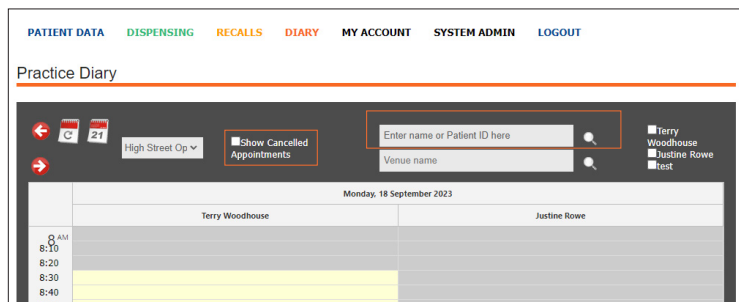 PATIENT DATA DISPENSING RECALLS DIARY MY ACCOUNT SYSTEM ADMIN LOGOUT
Practice Diary
21
High Street Op
Show Cancelled
Appointments
Enter name or Patient ID here
Venue name
Terry
Woodhouse
Justine Rowe
test
Monday, 18 September 2023
Terry Woodhouse Justine Rowe
8 AM
8:10
8:20
8:30
8:40